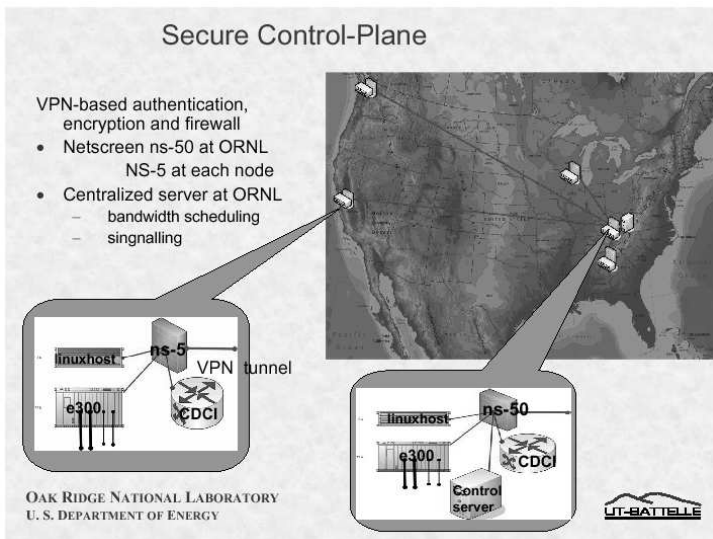 Secure Control-Plane
VPN-based authentication,
encryption and firewall
• Netscreen ns-50 at ORNL
NS-5 at each node
• Centralized server at ORNL
– bandwidth scheduling
– singnalling
ns-5
linuxhost
VPN tunnel
e300
CDCI
ns-50
linuxhost
e300
CDCI
Control
server
OAK RIDGE NATIONAL LABORATORY
U. S. DEPARTMENT OF ENERGY
UT-BATTELLE